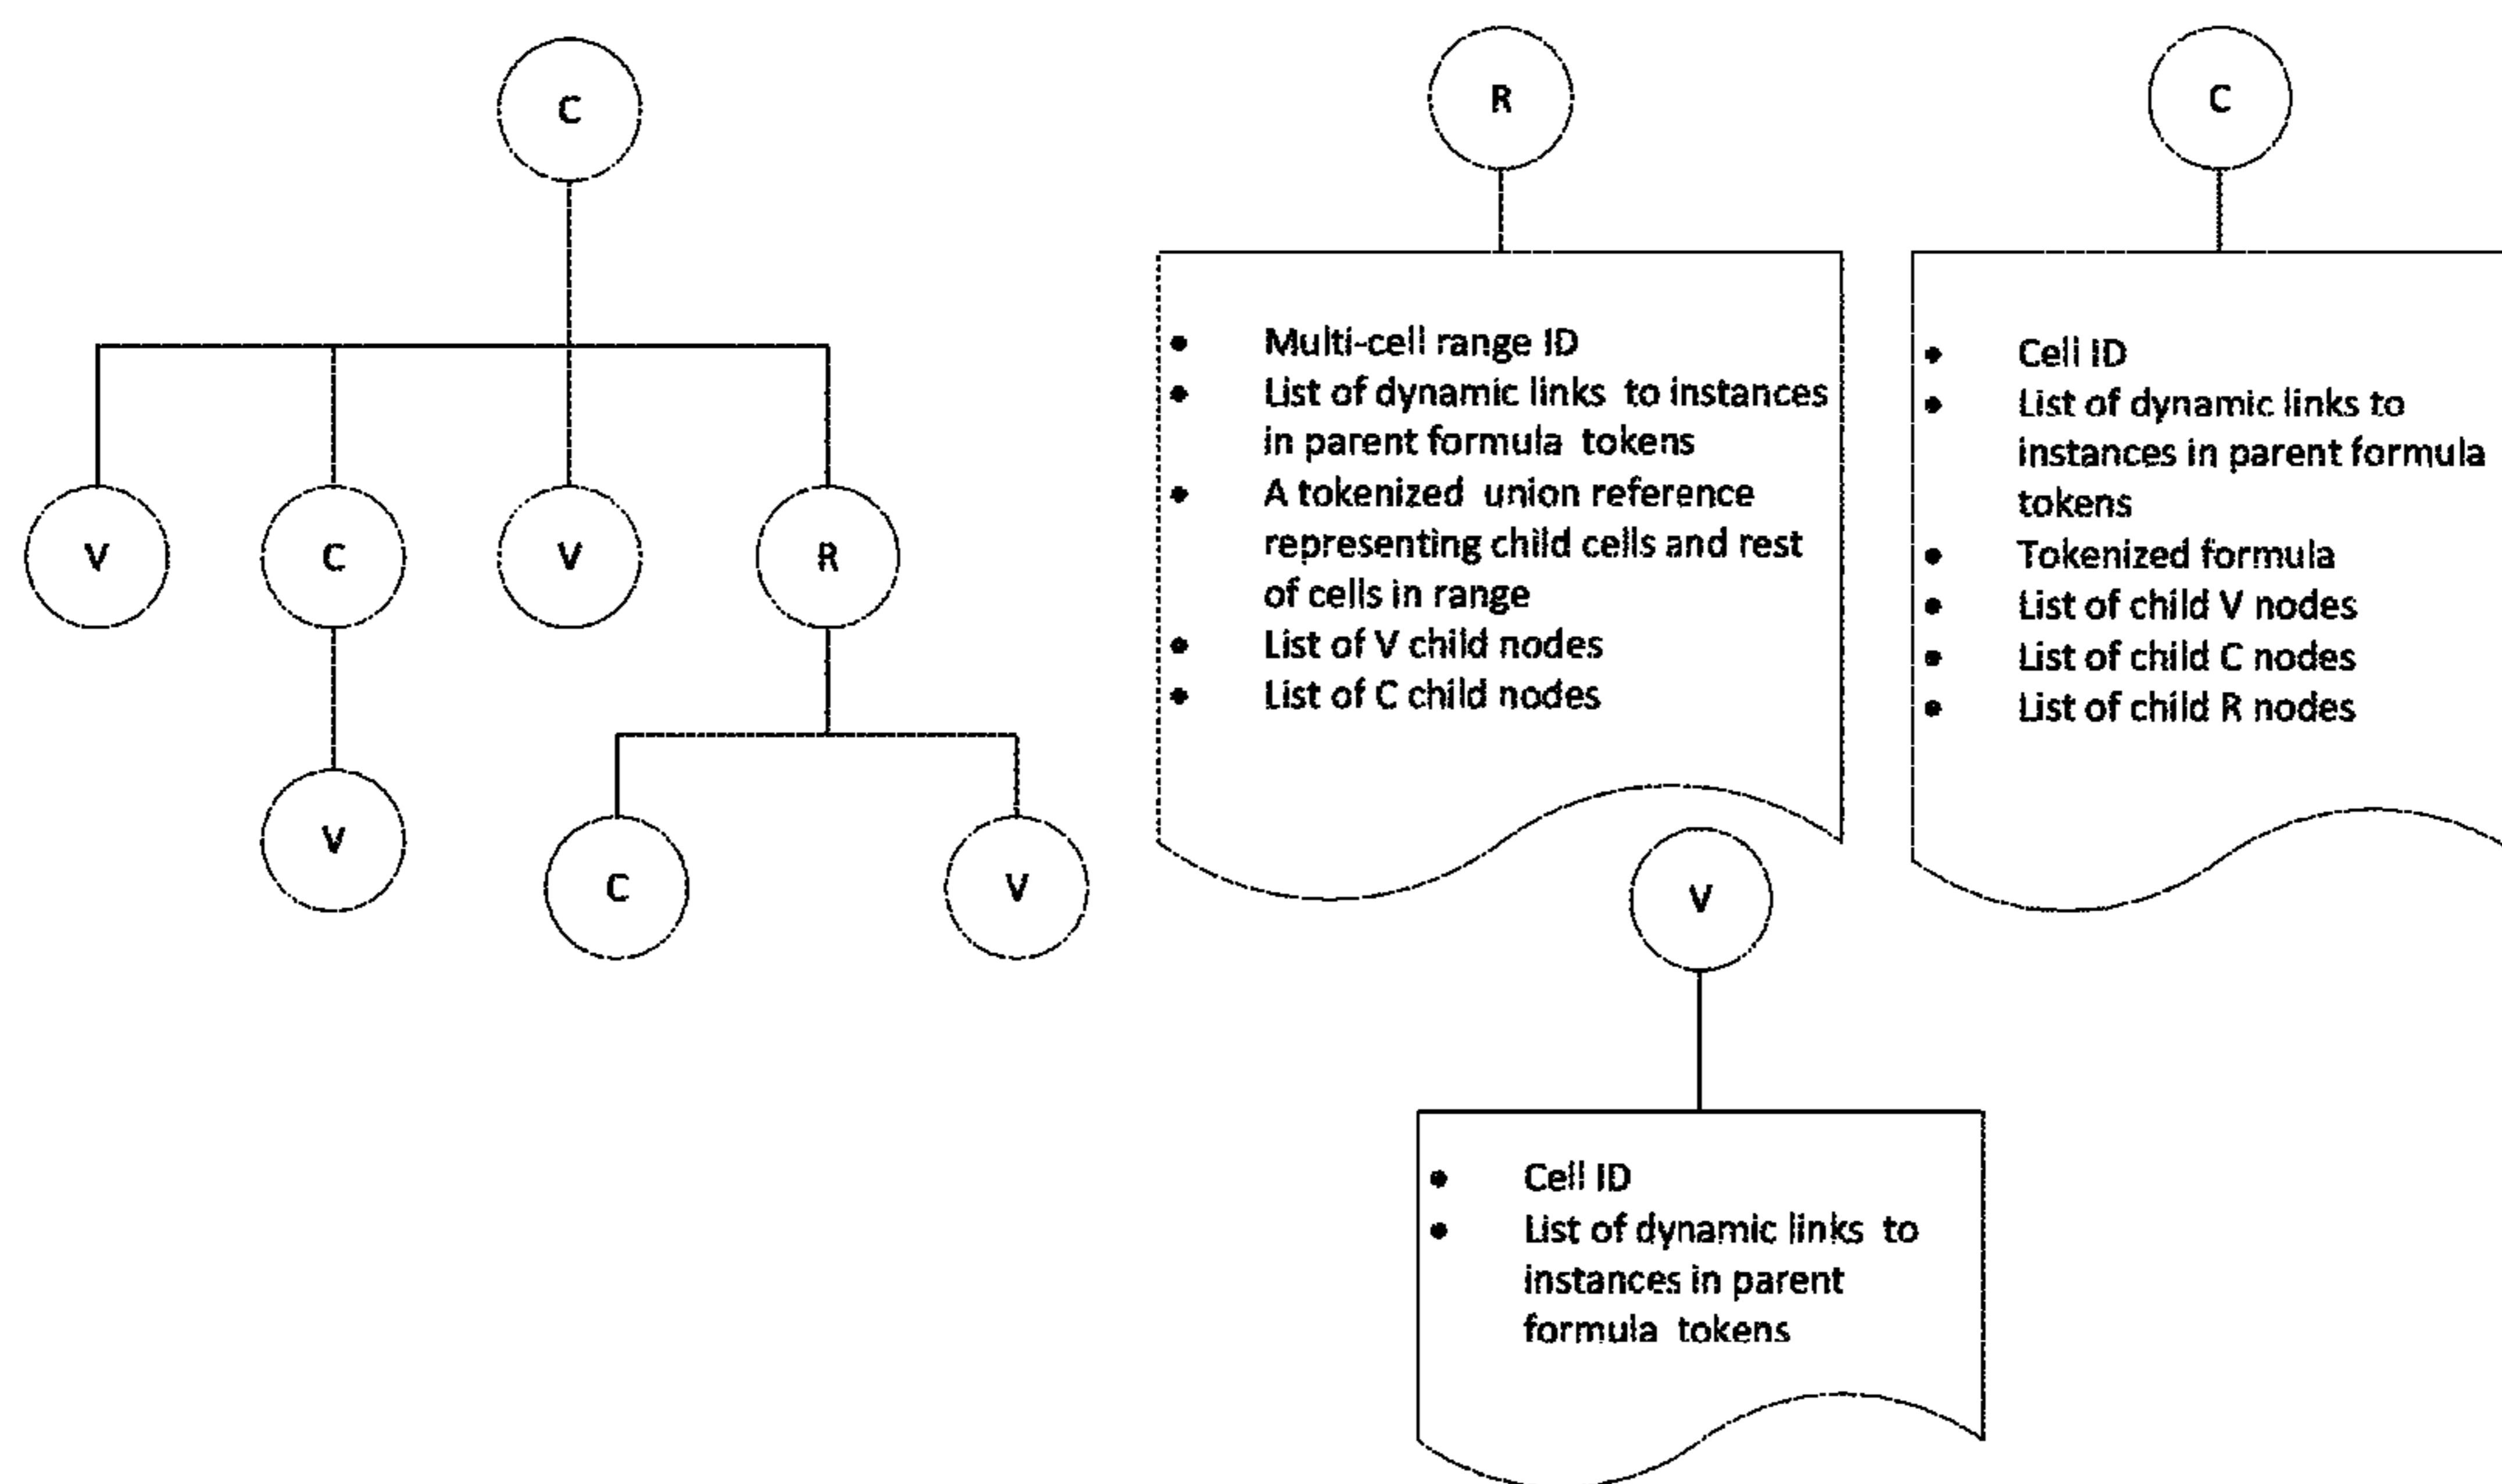 C
V
C
V
R
V
C
V
R
• Multi-cell range ID
• List of dynamic links to instances
in parent formula tokens
• A tokenized union reference
representing child cells and rest
of cells in range
• List of V child nodes
• List of C child nodes
C
• Cell ID
• List of dynamic links to
instances in parent formula
tokens
• Tokenized formula
• List of child V nodes
• List of child C nodes
• List of child R nodes
V
• Cell ID
• List of dynamic links to
instances in parent
formula tokens